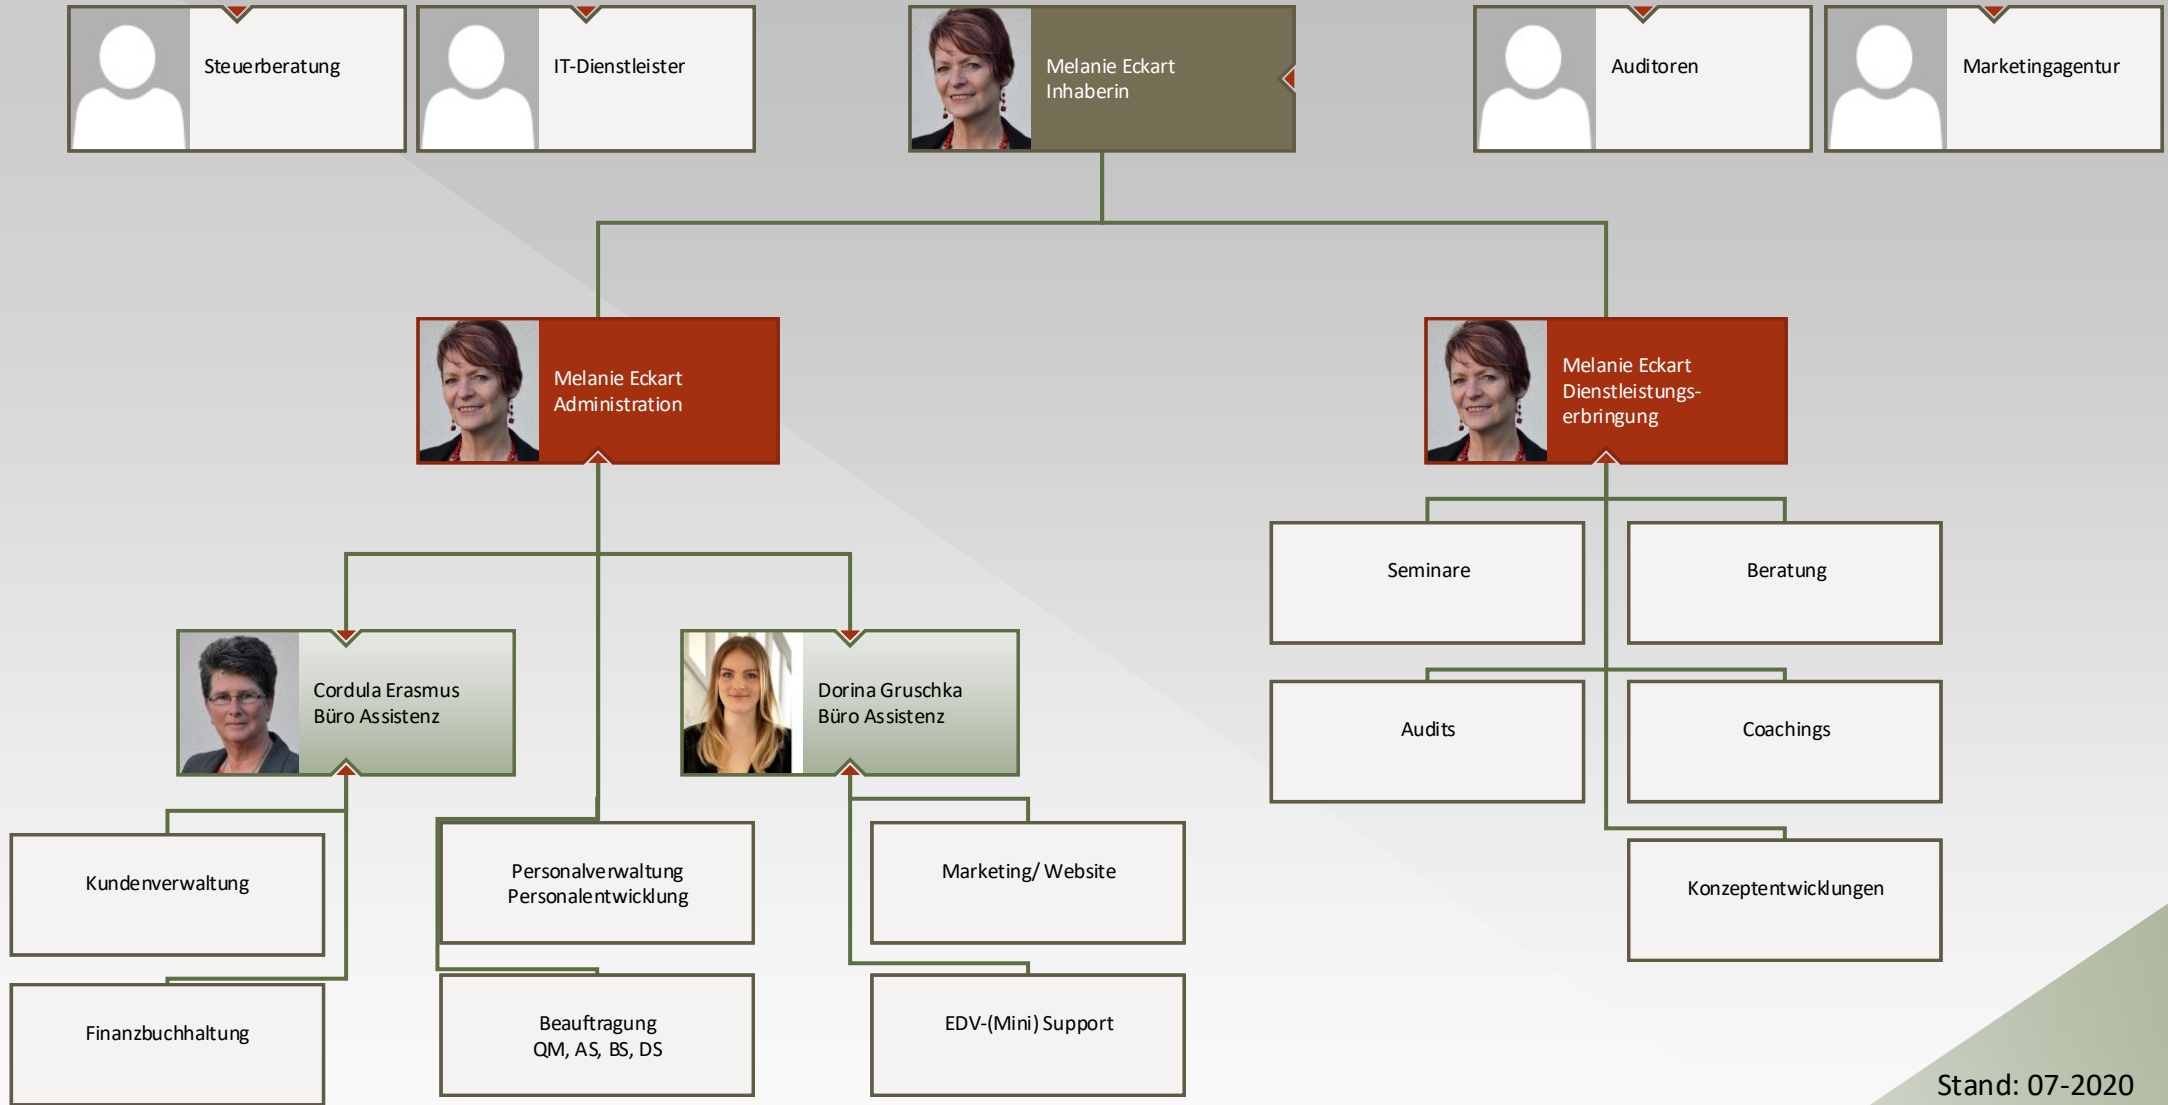 Steuerberatung
IT-Dienstleister
Melanie Eckart
Inhaberin
Auditoren
Marketingagentur
Melanie Eckart
Administration
Melanie Eckart
Dienstleistungs-
erbringung
Seminare
Beratung
Cordula Erasmus
Büro Assistenz
Dorina Gruschka
Büro Assistenz
Audits
Coachings
Kundenverwaltung
Personalverwaltung
Personalentwicklung
Marketing/ Website
Konzeptentwicklungen
Finanzbuchhaltung
Beauftragung
QM, AS, BS, DS
EDV-(Mini) Support
Stand: 07-2020